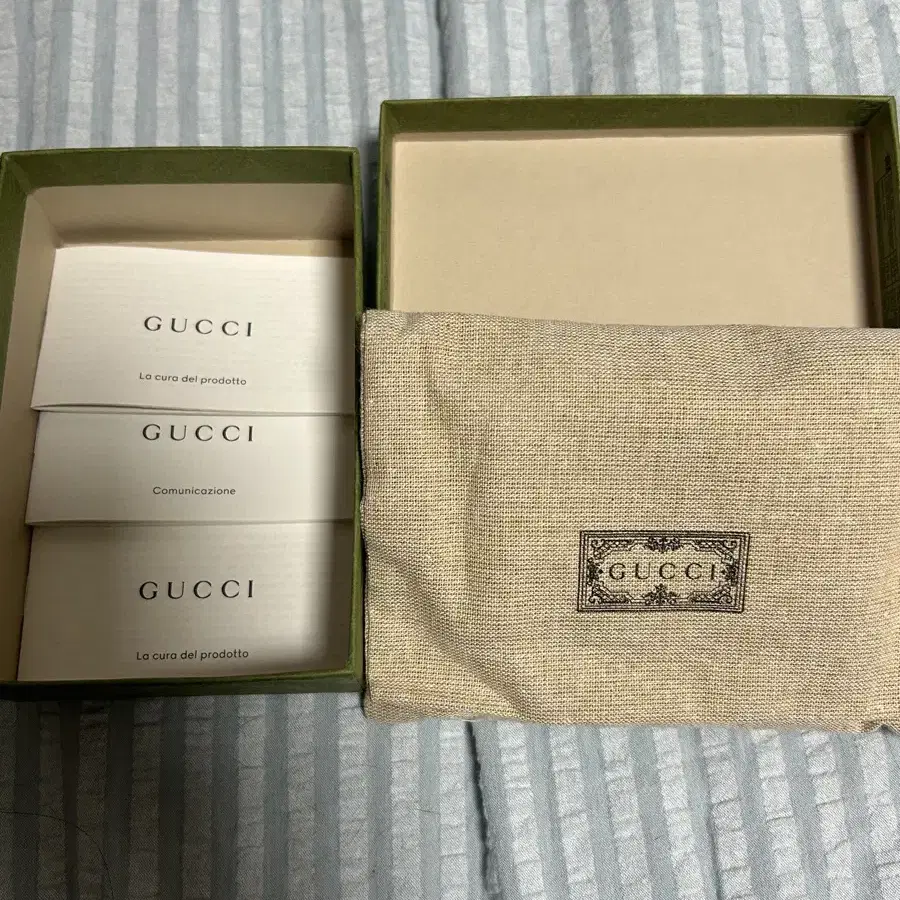 GUCCI
La cura del prodotto
GUCCI
Comunicazione
GUCCI
La cura del prodotto
GUCCI